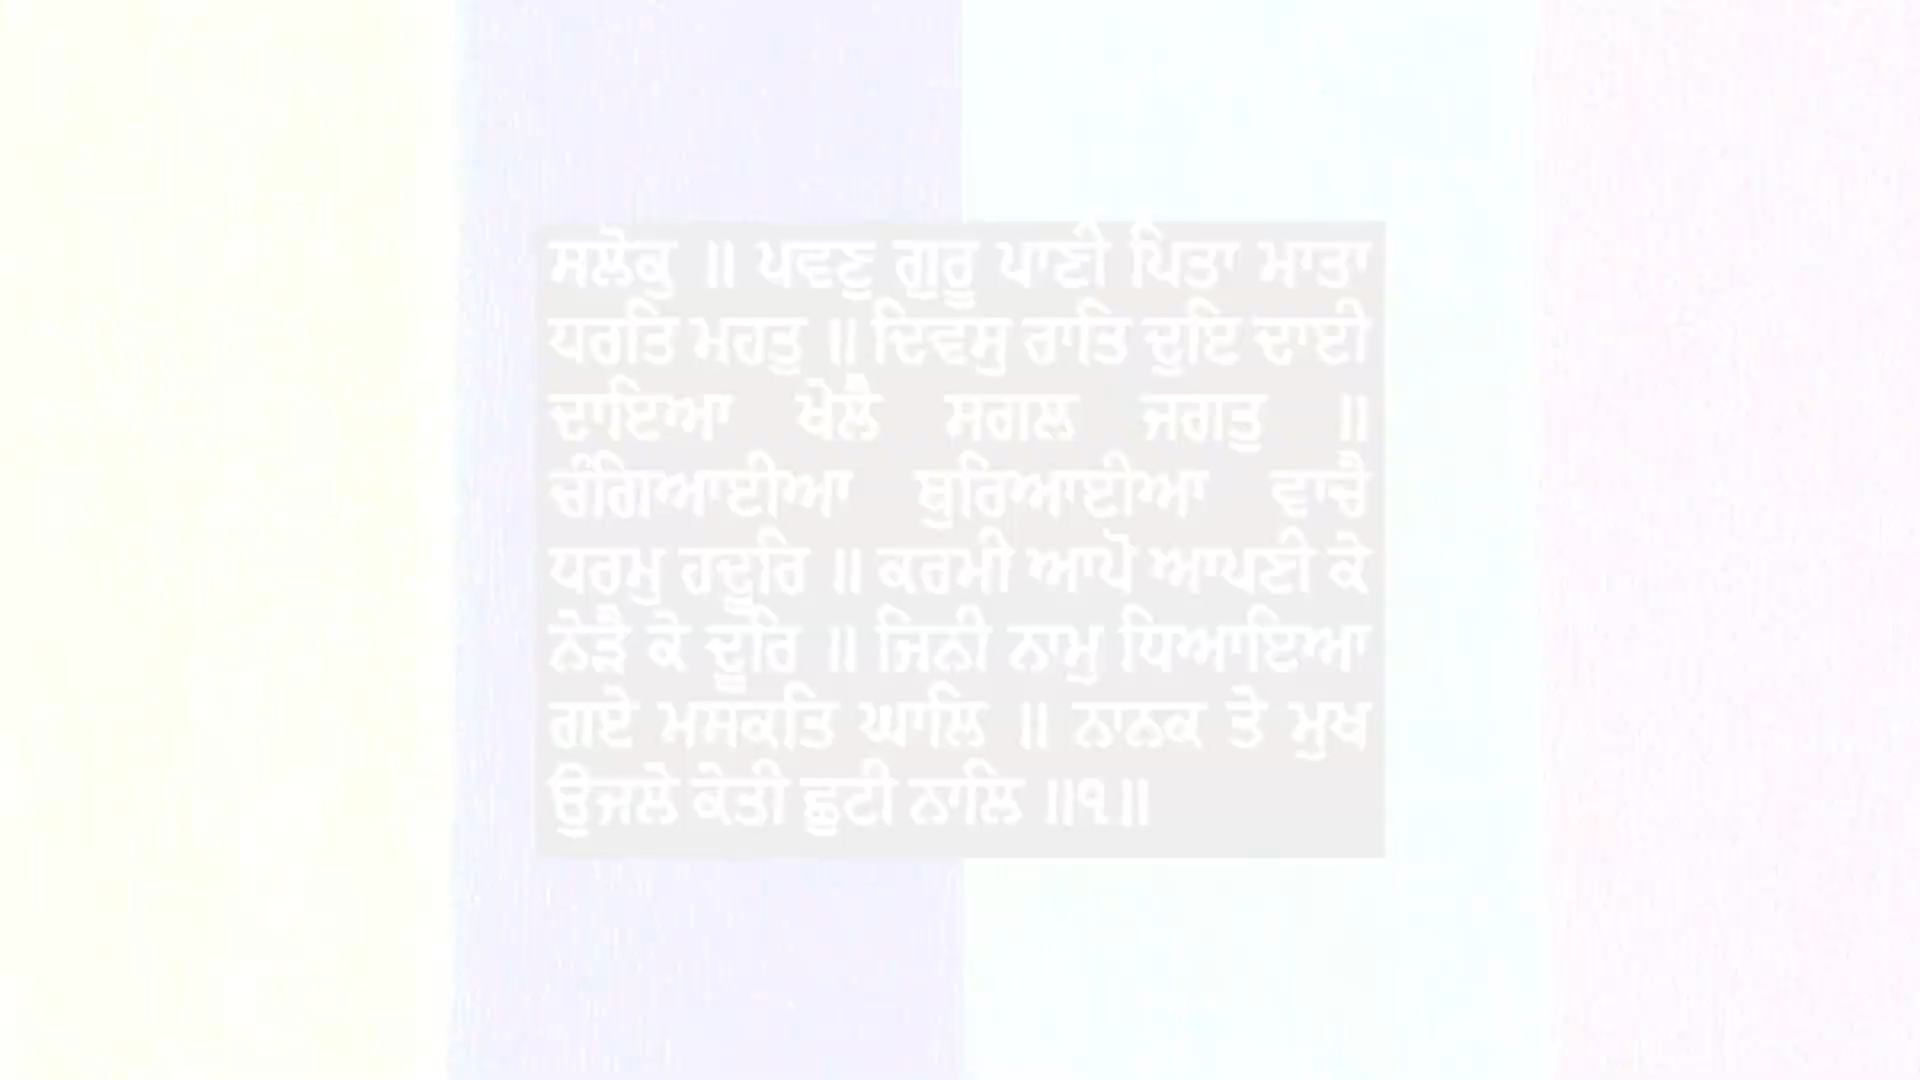 ਸਲੋਕੁ ॥ ਪਵਣੁ ਗੁਰੂ ਪਾਣੀ ਪਿਤਾ ਮਾਤਾ
ਧਰਤਿ ਮਹਤੁ ॥ ਦਿਵਸੁ ਰਾਤਿ ਦੁਇ ਦਾਈ
ਦਾਇਆ ਖੇਲੈ ਸਗਲ ਜਗਤੁ ॥
ਚੰਗਿਆਈਆ ਬੁਰਿਆਈਆ ਵਾਚੈ
ਧਰਮੁ ਹਦੂਰਿ ॥ ਕਰਮੀ ਆਪੋ ਆਪਣੀ ਕੇ
ਨੇੜੈ ਕੇ ਦੂਰਿ ॥ ਜਿਨੀ ਨਾਮੁ ਧਿਆਇਆ
ਗਏ ਮਸਕਤਿ ਘਾਲਿ ॥ ਨਾਨਕ ਤੇ ਮੁਖ
ਉਜਲੇ ਕੇਤੀ ਛੁਟੀ ਨਾਲਿ ॥੧॥